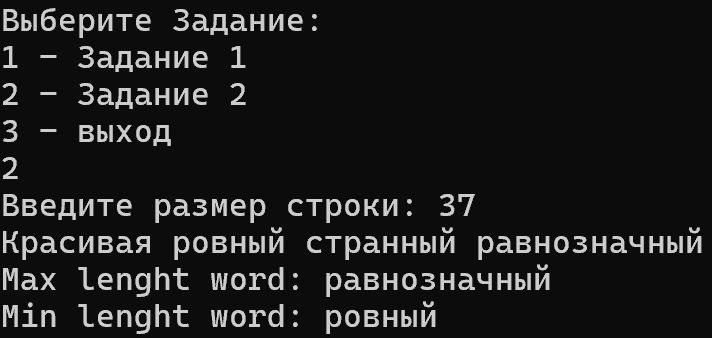 Выберите Задание:
1 – Задание 1
2 – Задание 2
3 – выход
2
Введите размер строки: 37
Красивая ровный странный равнозначный
Max lenght word: равнозначный
Min lenght word: ровный